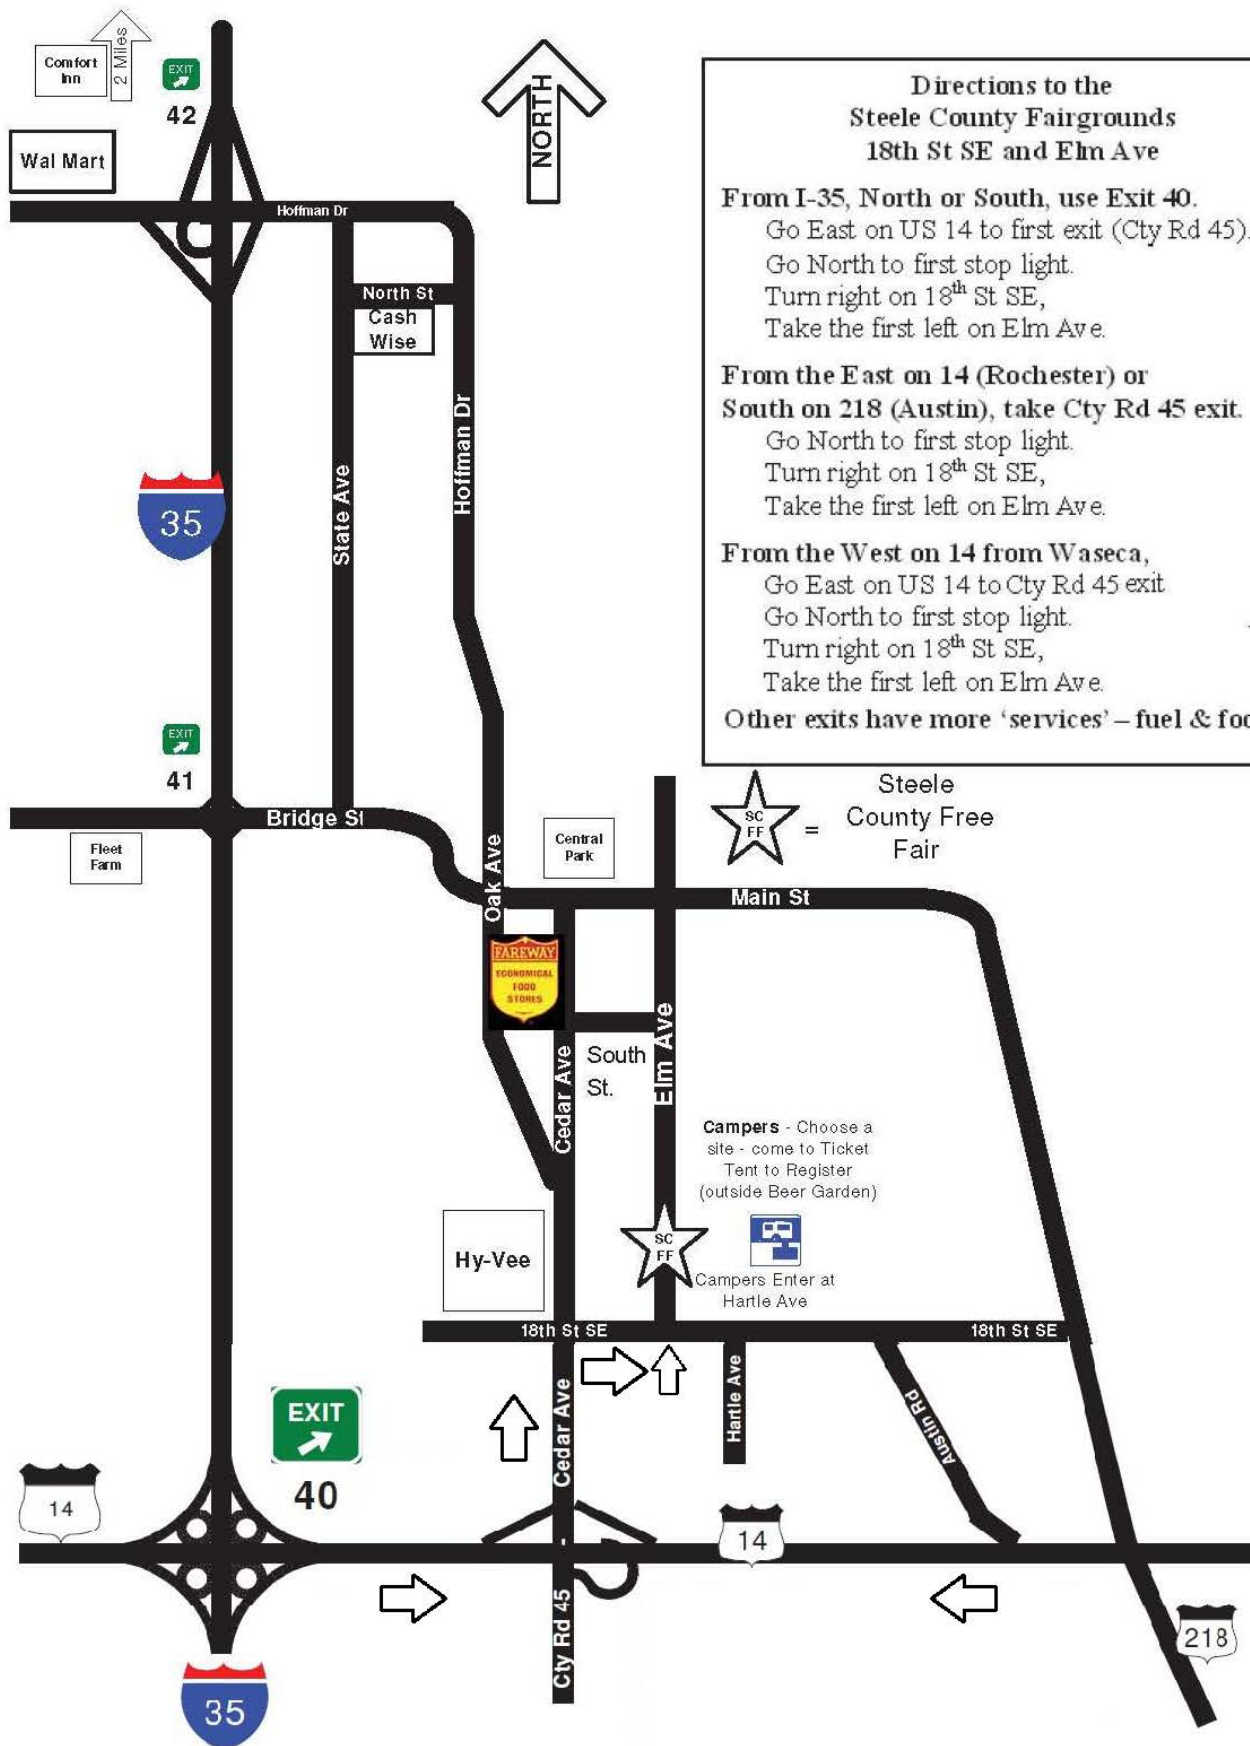 Comfort
Inn
2 Miles
EXIT
42
NORTH
Wal Mart
Hoffman Dr
North St
Cash
Wise
State Ave
Hoffman Dr
35
EXIT
41
Bridge St
Fleet
Farm
Directions to the
Steele County Fairgrounds
18th St SE and Elm Ave
From I-35, North or South, use Exit 40.
Go East on US 14 to first exit (Cty Rd 45).
Go North to first stop light.
Turn right on 18th St SE,
Take the first left on Elm Ave.
From the East on 14 (Rochester) or
South on 218 (Austin), take Cty Rd 45 exit.
Go North to first stop light.
Turn right on 18th St SE,
Take the first left on Elm Ave.
From the West on 14 from Waseca,
Go East on US 14 to Cty Rd 45 exit
Go North to first stop light.
Turn right on 18th St SE,
Take the first left on Elm Ave.
Other exits have more ‘services’ – fuel &
SC
FF
=
Steele
County Free
Fair
Central
Park
Oak Ave
Main St
FAREWAY
ECONOMICAL
FOOD
STORES
Cedar Ave
South
St.
Elm Ave
Campers - Choose a
site - come to Ticket
Tent to Register
(outside Beer Garden)
SC
FF
Campers Enter at
Hartle Ave
Hy-Vee
18th St SE
18th St SE
Cedar Ave
Hartle Ave
Austin Rd
EXIT
40
14
14
Cty Rd 45 -
218
35